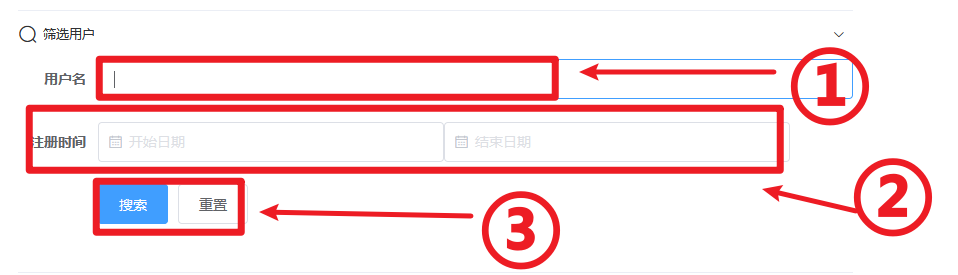 筛选用户
用户名
①
注册时间 开始日期 结束日期
②
搜索 重置
③